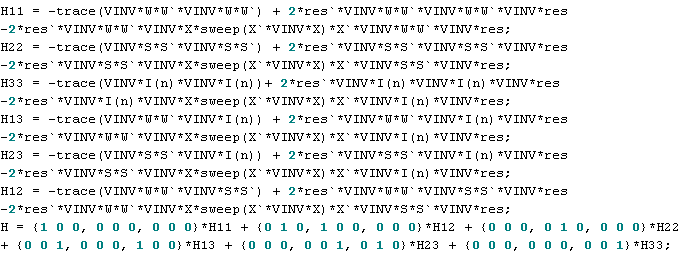 H11 = -trace(VINV*W*W`*VINV*W*W`) + 2*res`*VINV*W*W`*VINV*W*W`*VINV*res
-2*res`*VINV*W*W`*VINV*X*sweep(X`*VINV*X)*X`*VINV*W*W`*VINV*res;
H22 = -trace(VINV*S*S`*VINV*S*S`) + 2*res`*VINV*S*S`*VINV*S*S`*VINV*res
-2*res`*VINV*S*S`*VINV*X*sweep(X`*VINV*X)*X`*VINV*S*S`*VINV*res;
H33 = -trace(VINV*I(n)*VINV*I(n))+ 2*res`*VINV*I(n)*VINV*I(n)*VINV*res
-2*res`*VINV*I(n)*VINV*X*sweep(X`*VINV*X)*X`*VINV*I(n)*VINV*res;
H13 = -trace(VINV*W*W`*VINV*I(n)) + 2*res`*VINV*W*W`*VINV*I(n)*VINV*res
-2*res`*VINV*W*W`*VINV*X*sweep(X`*VINV*X)*X`*VINV*I(n)*VINV*res;
H23 = -trace(VINV*S*S`*VINV*I(n)) + 2*res`*VINV*S*S`*VINV*I(n)*VINV*res
-2*res`*VINV*S*S`*VINV*X*sweep(X`*VINV*X)*X`*VINV*I(n)*VINV*res;
H12 = -trace(VINV*W*W`*VINV*S*S`) + 2*res`*VINV*W*W`*VINV*S*S`*VINV*res
-2*res`*VINV*W*W`*VINV*X*sweep(X`*VINV*X)*X`*VINV*S*S`*VINV*res;
H = {1 0 0, 0 0 0, 0 0 0}*H11 + {0 1 0, 1 0 0, 0 0 0}*H12 + {0 0 0, 0 1 0, 0 0 0}*H22
+ {0 0 1, 0 0 0, 1 0 0}*H13 + {0 0 0, 0 0 1, 0 1 0}*H23 + {0 0 0, 0 0 0, 0 0 1}*H33;